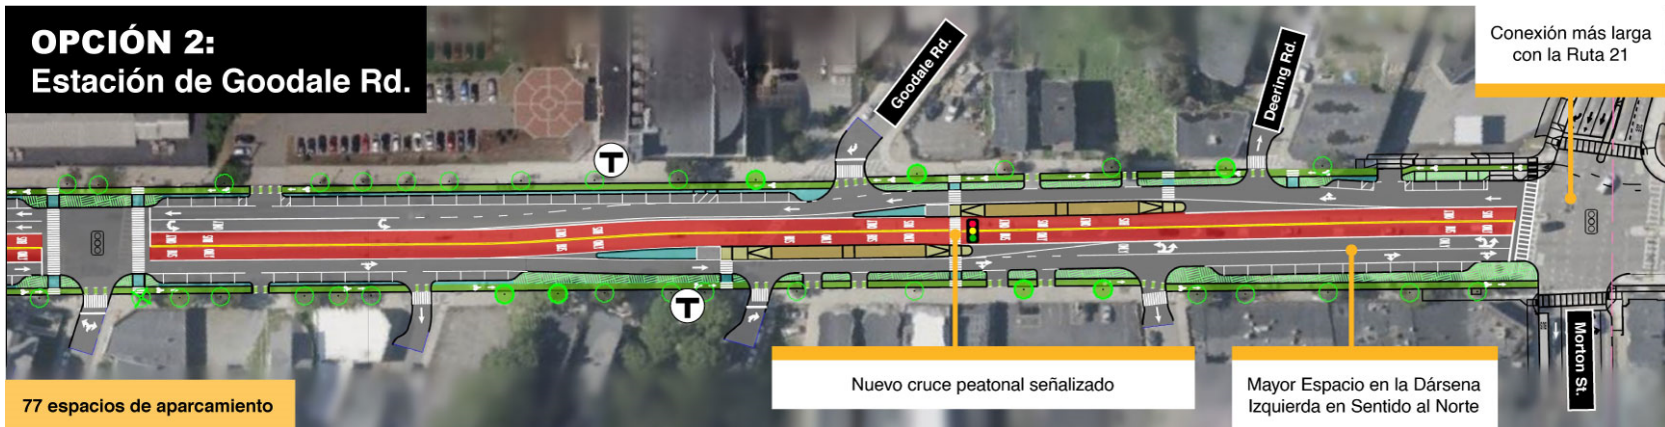 OPCIÓN 2:
Estación de Goodale Rd.
Goodale Rd.
Deering Rd.
Conexión más larga
con la Ruta 21
T
T
Morton St.
Nuevo cruce peatonal señalizado
Mayor Espacio en la Dársena
Izquierda en Sentido al Norte
77 espacios de aparcamiento